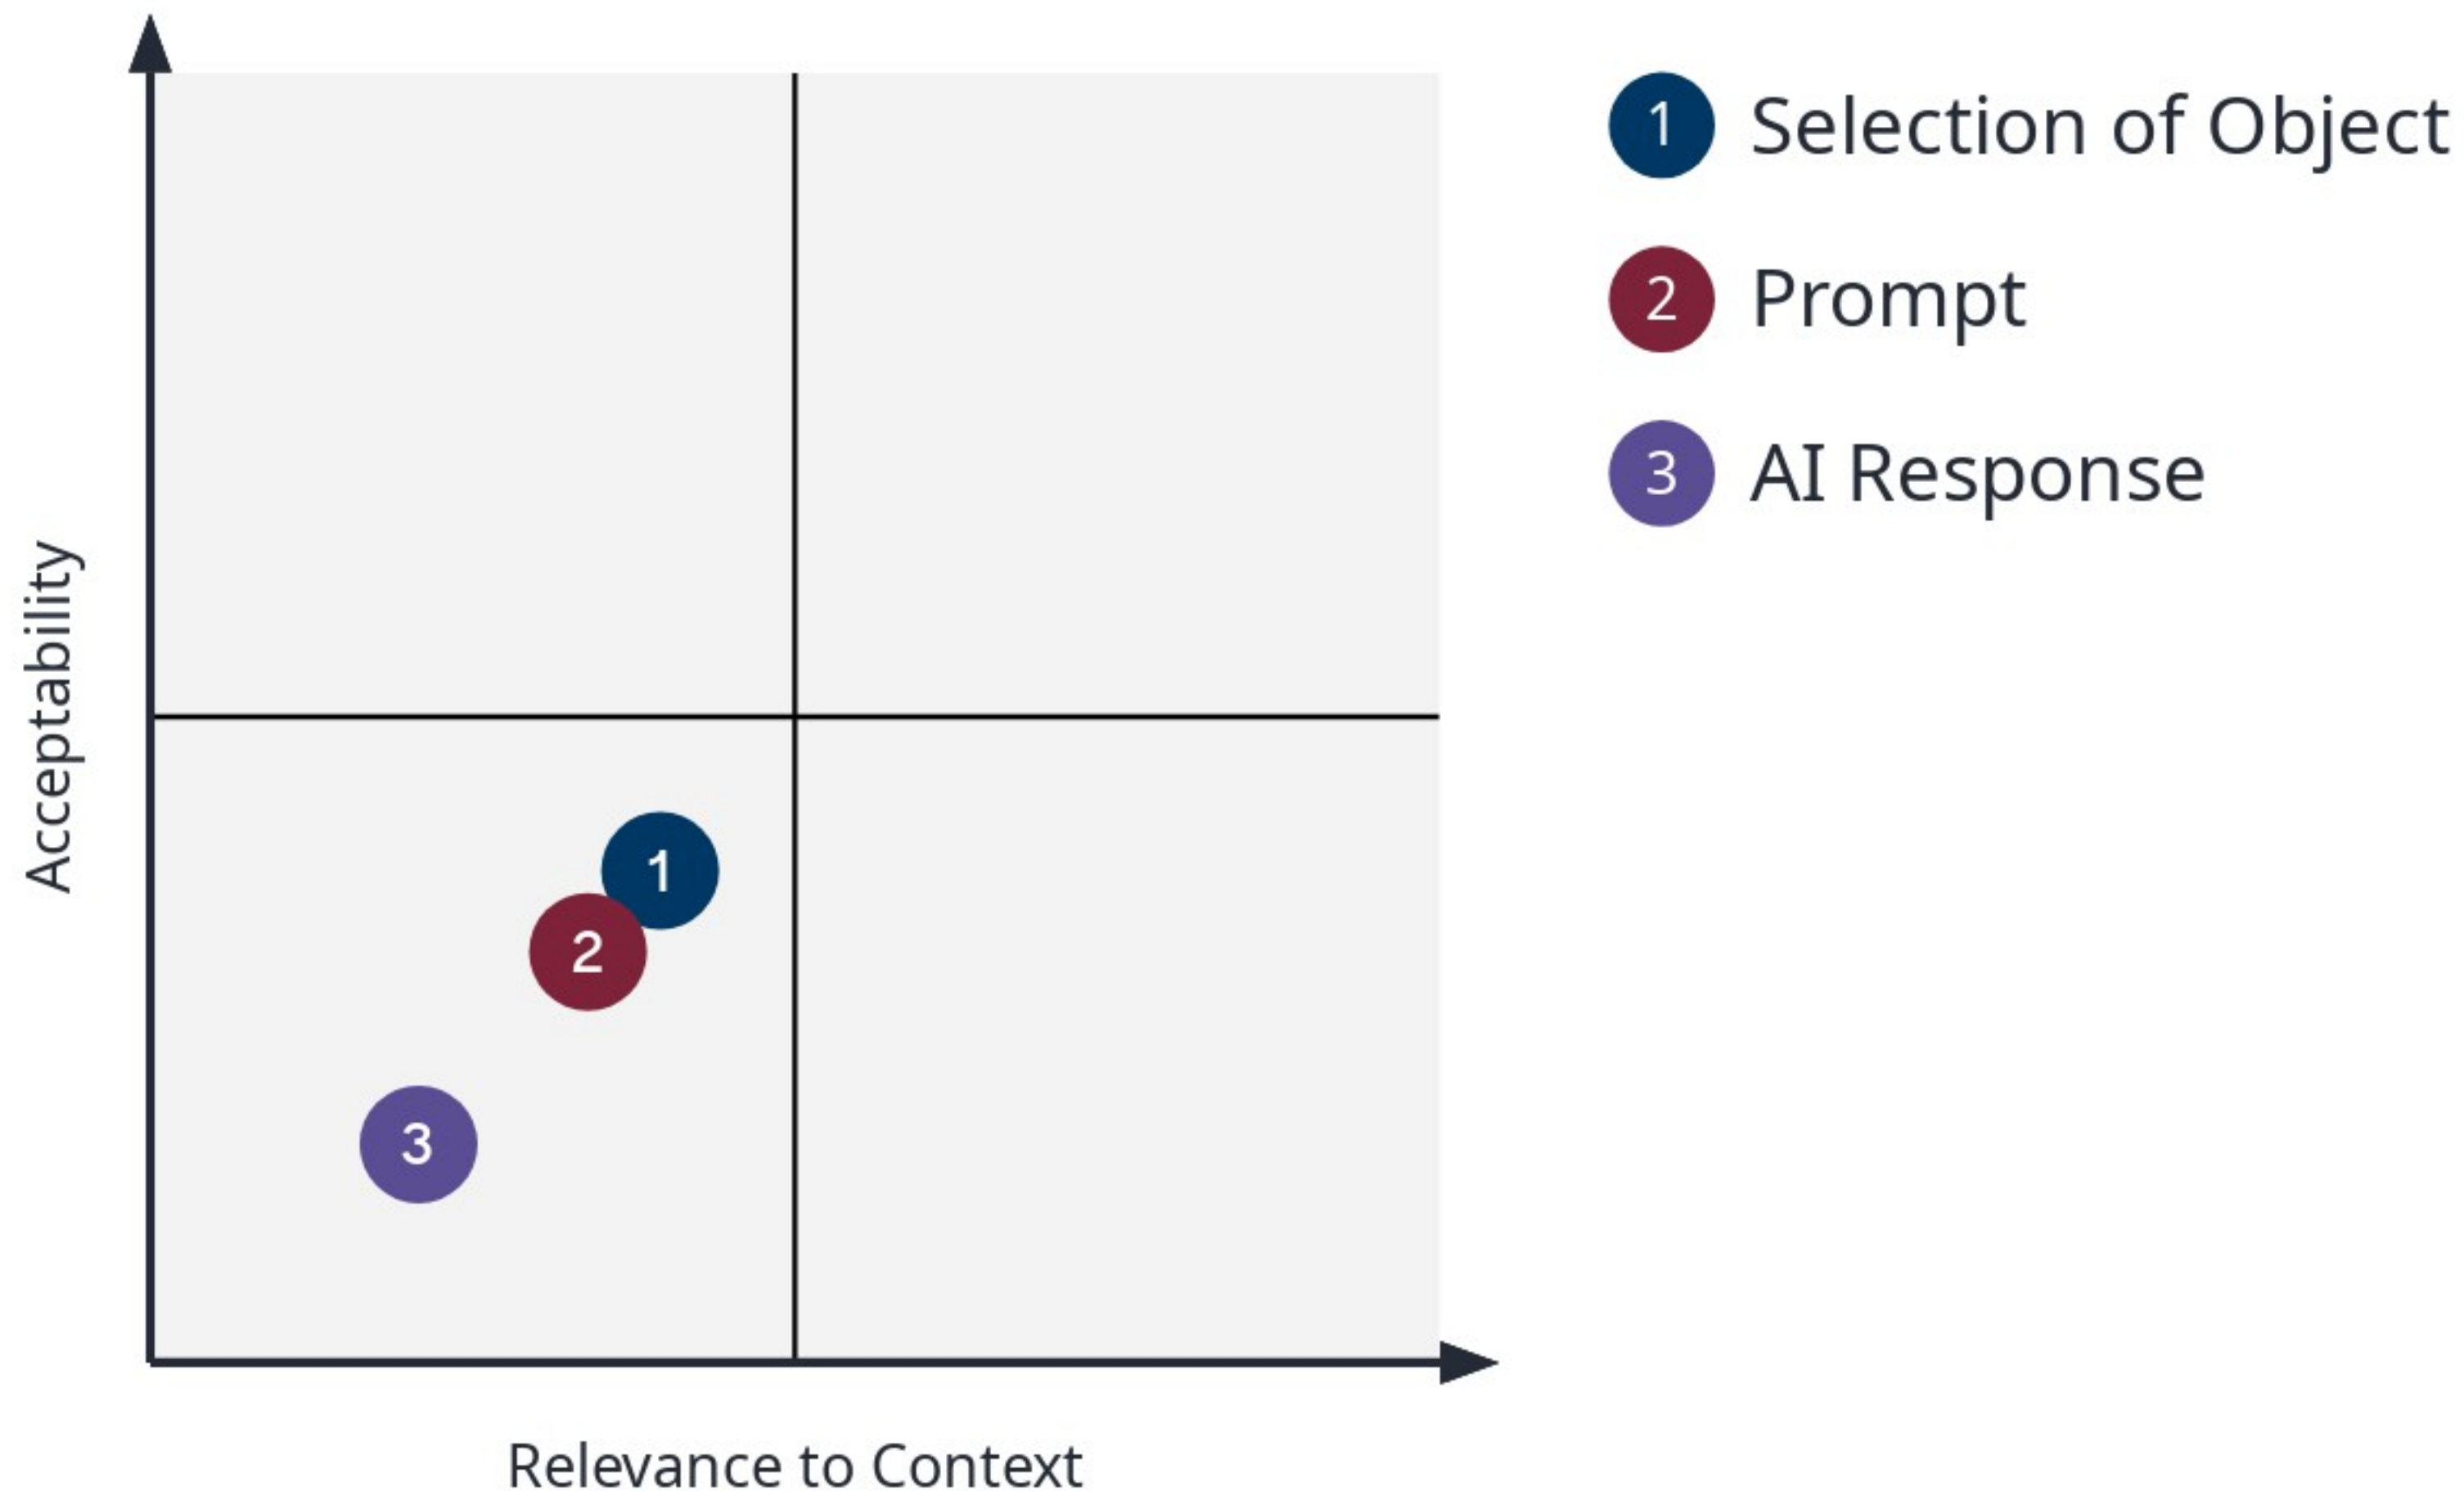 1 Selection of Object
2 Prompt
3 AI Response
Acceptability
1
2
3
Relevance to Context